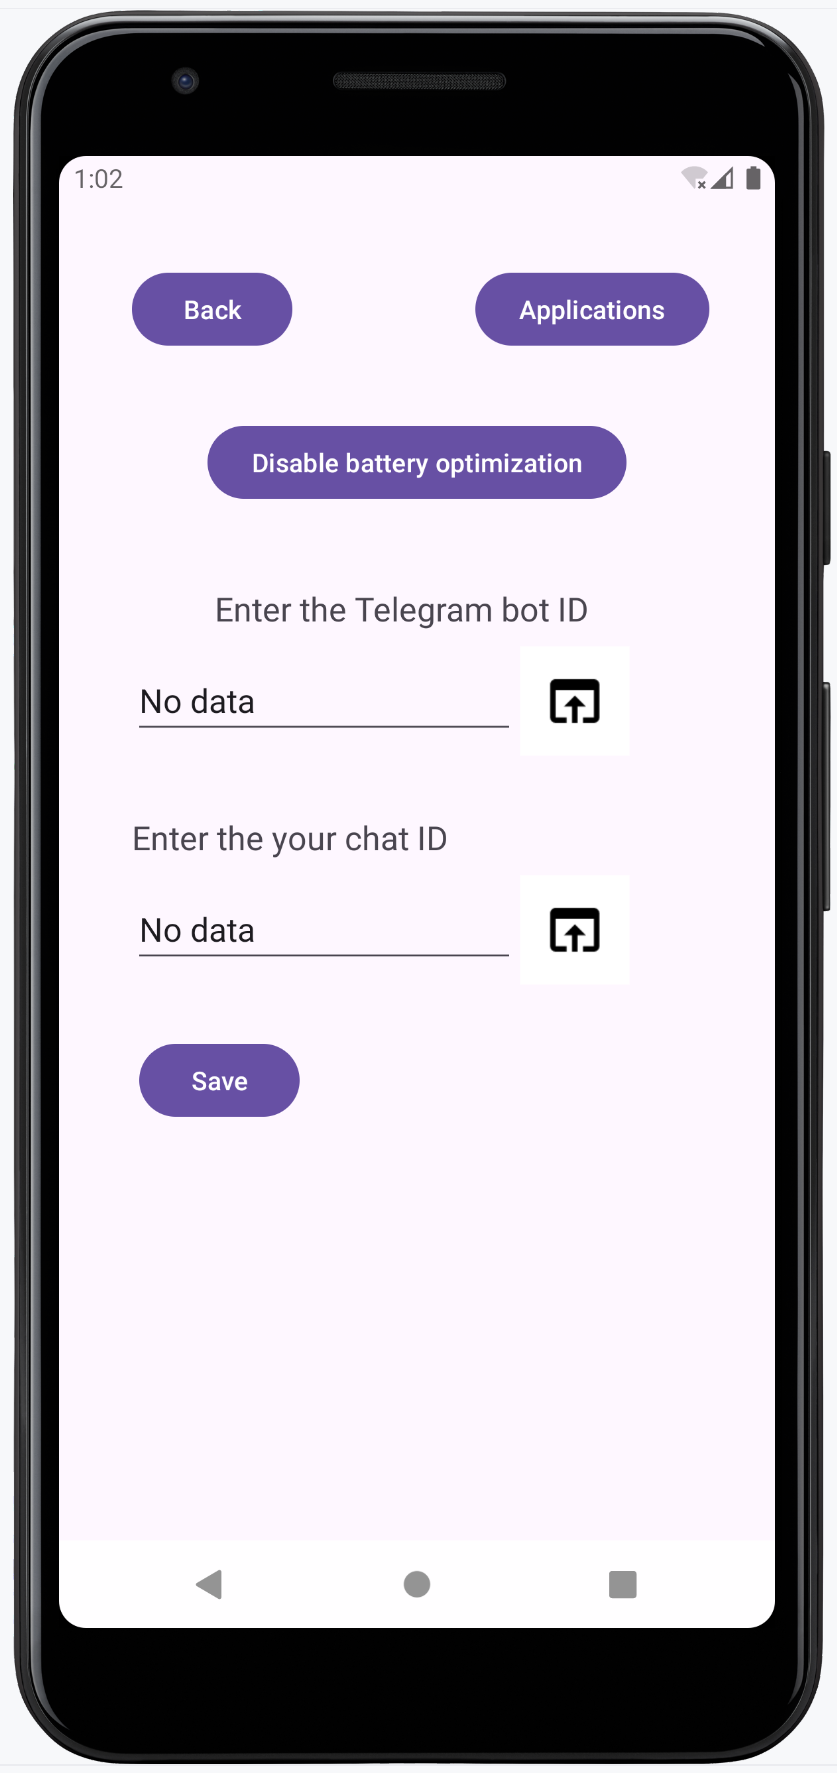 1:02
Back
Applications
Disable battery optimization
Enter the Telegram bot ID
No data
Enter the your chat ID
No data
Save